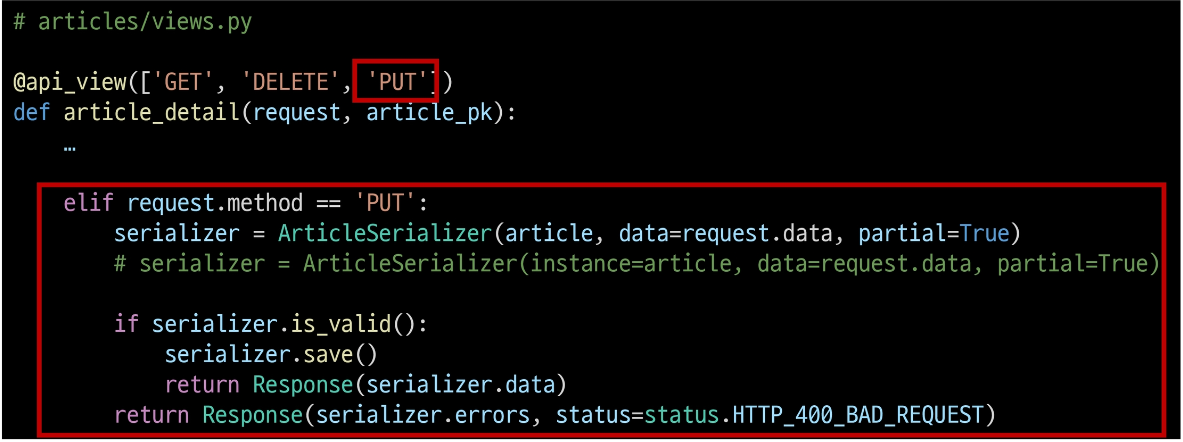 # articles/views.py
@api_view(['GET', 'DELETE', 'PUT'])
def article_detail(request, article_pk):
…
elif request.method == 'PUT':
serializer = ArticleSerializer(article, data=request.data, partial=True)
# serializer = ArticleSerializer(instance=article, data=request.data, partial=True)
if serializer.is_valid():
serializer.save()
return Response(serializer.data)
return Response(serializer.errors, status=status.HTTP_400_BAD_REQUEST)